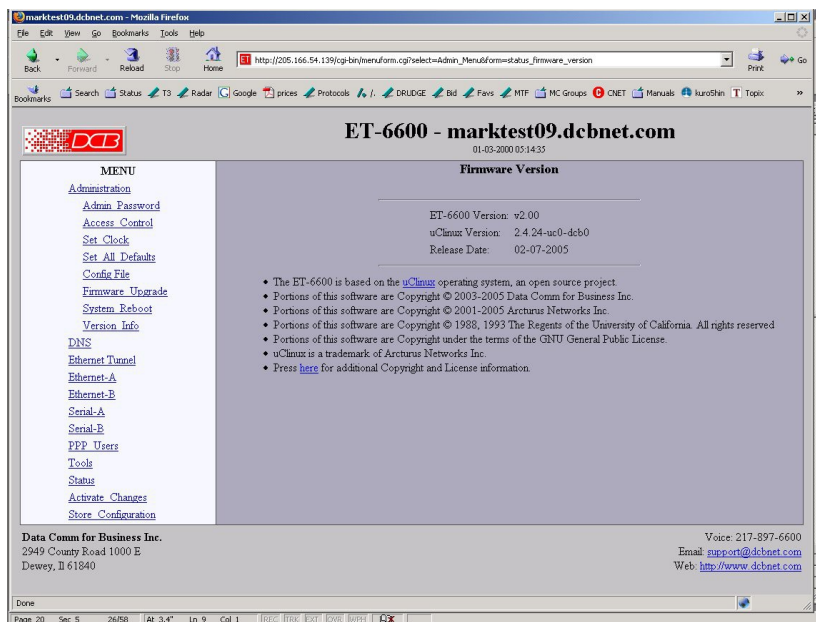 marktest09.dcbnet.com - Mozilla Firefox
File Edit View Go Bookmarks Tools Help
Back Forward Reload Stop Home http://205.166.54.139/cgi-bin/menuform.cgi?select=Admin_Menu&form=status_firmware_version Print Go
Bookmarks Search Status T3 Radar Google prices Protocols /. DRUDGE Bid Favs MTF MC Groups CNET Manuals kuro5hin Topix »
DCB
ET-6600 - marktest09.dcbnet.com
01-03-2000 05:14:35
MENU
Administration
Admin Password
Access Control
Set Clock
Set All Defaults
Config File
Firmware Upgrade
System Reboot
Version Info
DNS
Ethernet Tunnel
Ethernet-A
Ethernet-B
Serial-A
Serial-B
PPP Users
Tools
Status
Activate Changes
Store Configuration
Firmware Version
ET-6600 Version: v2.00
uClinux Version: 2.4.24-uc0-dcb0
Release Date: 02-07-2005
• The ET-6600 is based on the uClinux operating system, an open source project.
• Portions of this software are Copyright © 2003-2005 Data Comm for Business Inc.
• Portions of this software are Copyright © 2001-2005 Arcturus Networks Inc.
• Portions of this software are Copyright © 1988, 1993 The Regents of the University of California. All rights reserved
• Portions of this software are Copyright under the terms of the GNU General Public License.
• uClinux is a trademark of Arcturus Networks Inc.
• Press here for additional Copyright and License information.
Data Comm for Business Inc.
2949 County Road 1000 E
Dewey, Il 61840
Voice: 217-897-6600
Email: support@dcbnet.com
Web: http://www.dcbnet.com
Done
Page 20 Sec 5 26/58 At 3.4" Ln 9 Col 1 REC TRK EXT OVR WPH